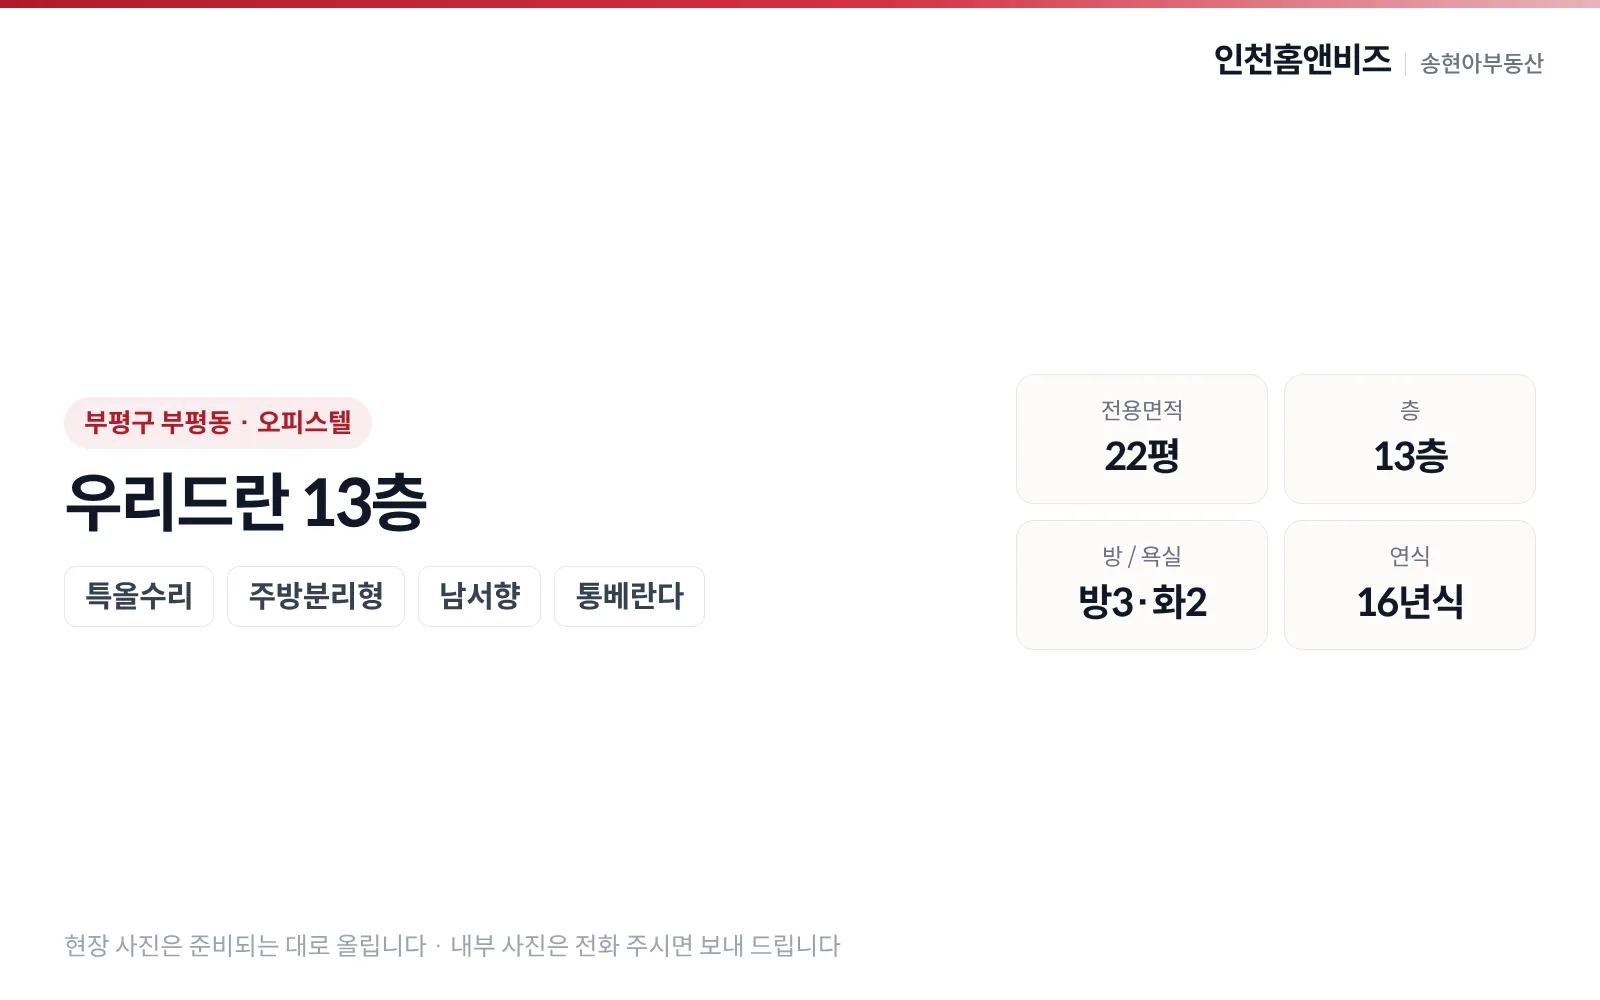 인천홈앤비즈 | 송현아부동산
부평구 부평동 · 오피스텔
우리드란 13층
특올수리 주방분리형 남서향 통베란다
전용면적
22평
층
13층
방 / 욕실
방3·화2
연식
16년식
현장 사진은 준비되는 대로 올립니다 · 내부 사진은 전화 주시면 보내 드립니다